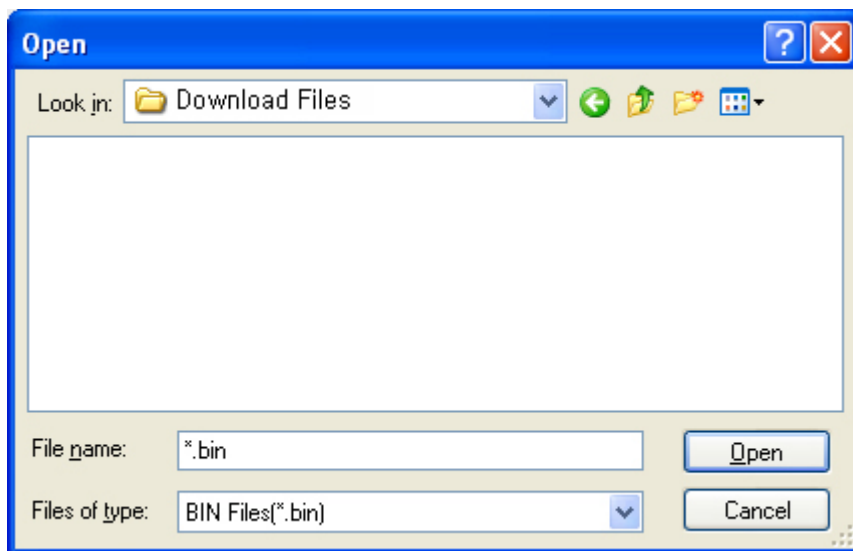 Open
Look in: Download Files
File name: *.bin Open
Files of type: BIN Files(*.bin) Cancel